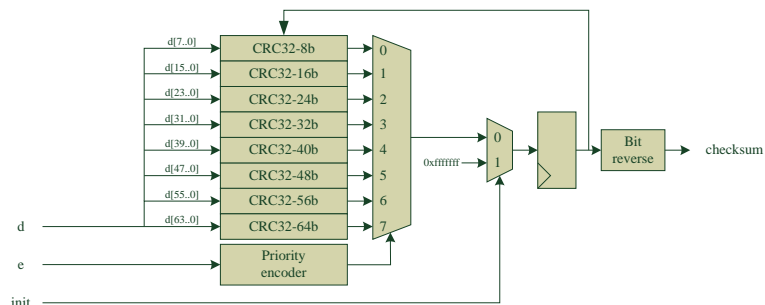 d[7..0] CRC32-8b 0
d[15..0] CRC32-16b 1
d[23..0] CRC32-24b 2
d[31..0] CRC32-32b 3
d[39..0] CRC32-40b 4
d[47..0] CRC32-48b 5
d[55..0] CRC32-56b 6
d[63..0] CRC32-64b 7
0
0xfffffff 1
Bit
reverse
checksum
d
e
Priority
encoder
init